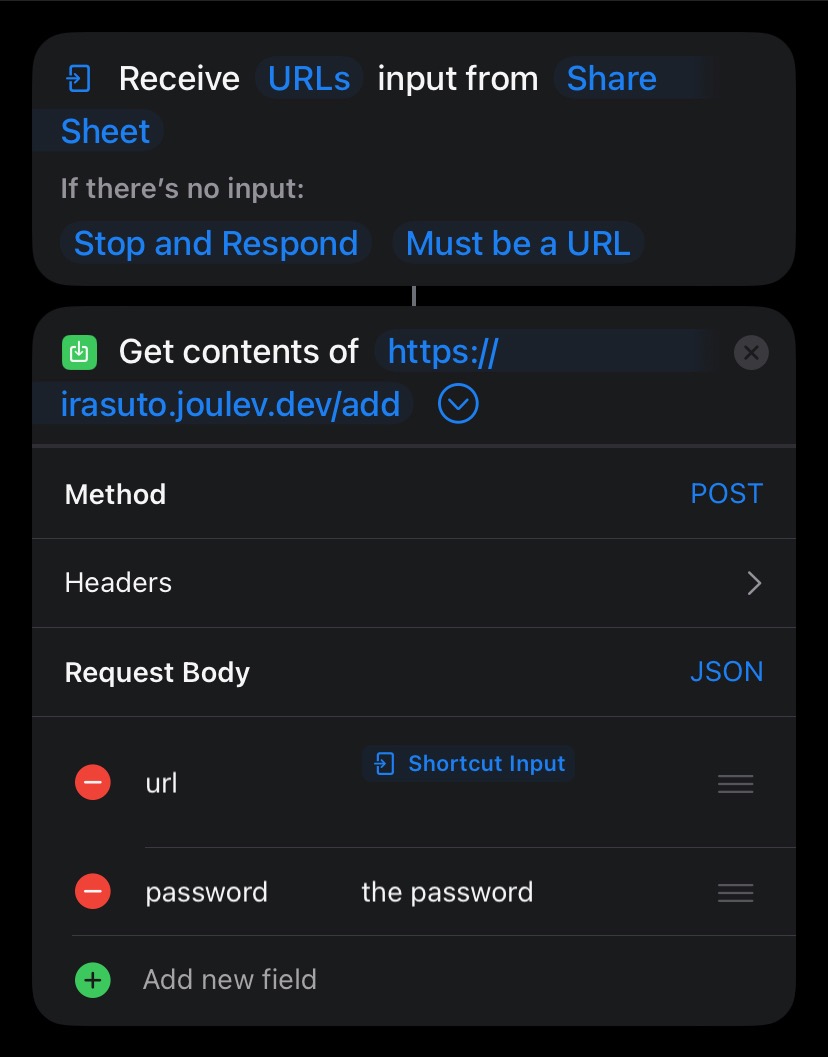 Receive URLs input from Share
Sheet
If there’s no input:
Stop and Respond Must be a URL
Get contents of https://
irasuto.joulev.dev/add
Method POST
Headers
Request Body JSON
url Shortcut Input
password the password
Add new field